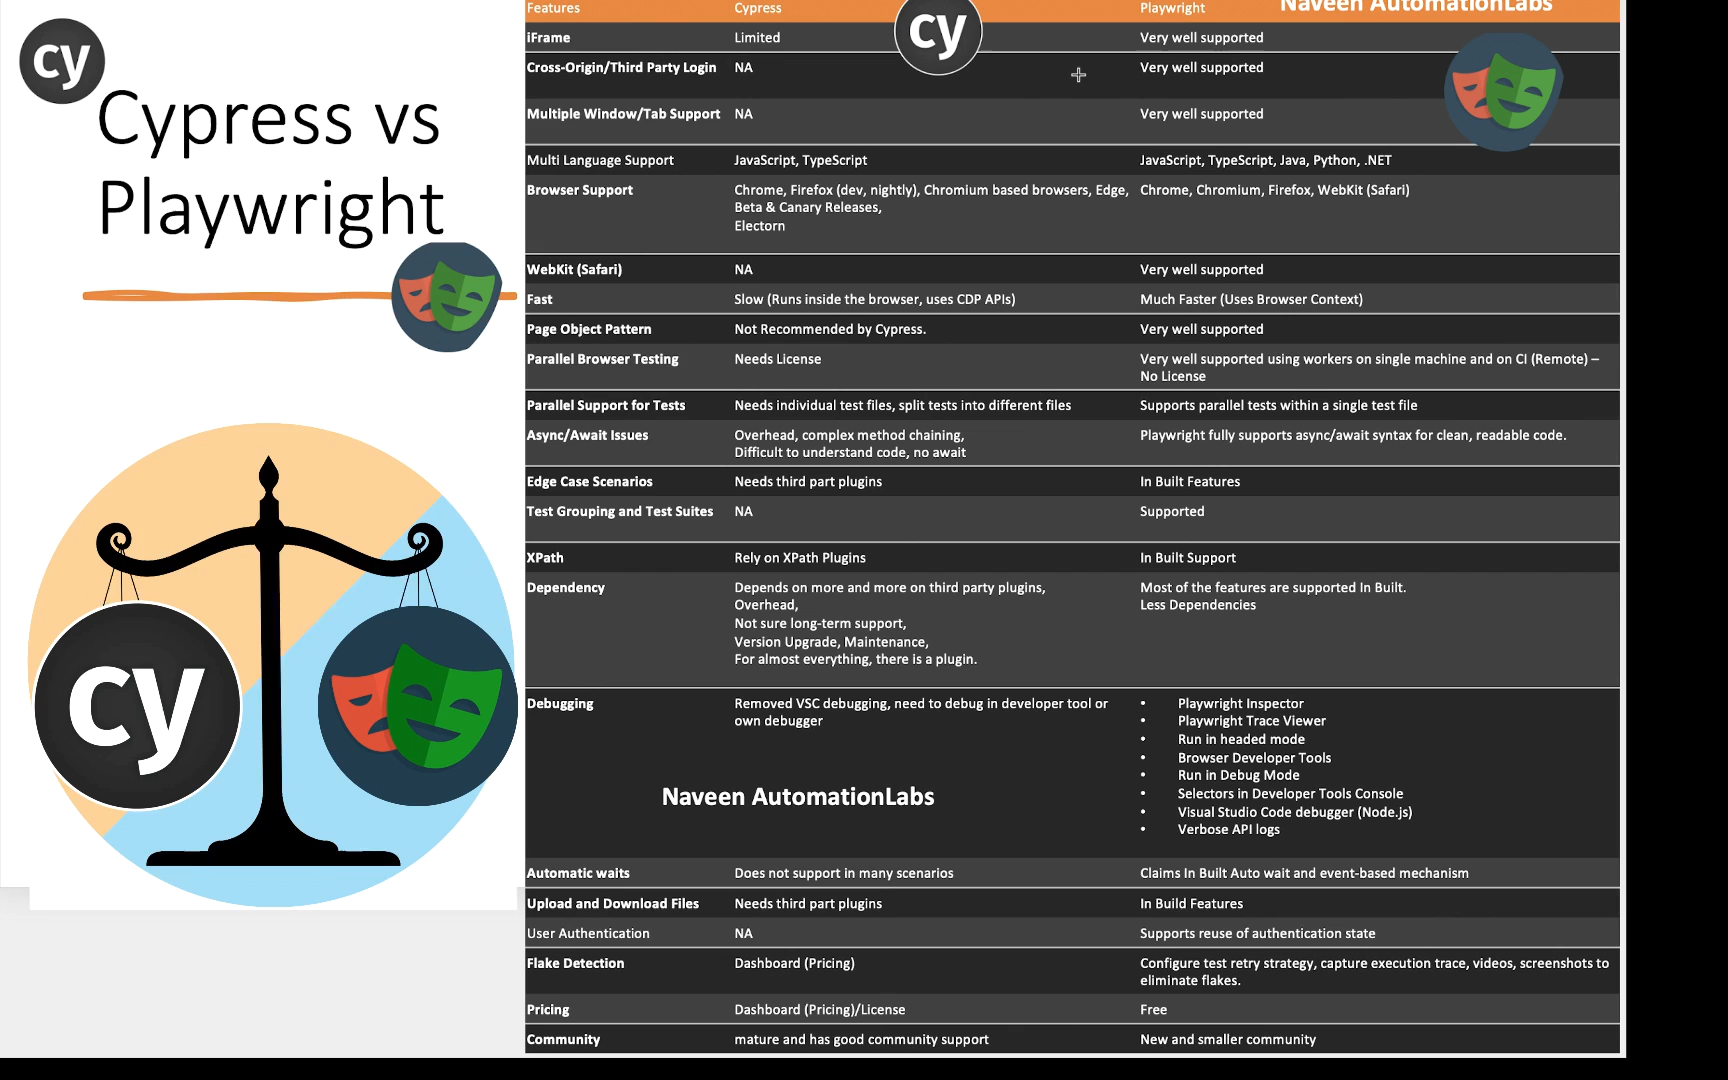 cy
Cypress vs
Playwright
cy
Features Cypress cy Playwright Naveen AutomationLabs
iFrame Limited Very well supported
Cross-Origin/Third Party Login NA Very well supported
Multiple Window/Tab Support NA Very well supported
Multi Language Support JavaScript, TypeScript JavaScript, TypeScript, Java, Python, .NET
Browser Support Chrome, Firefox (dev, nightly), Chromium based browsers, Edge, Chrome, Chromium, Firefox, WebKit (Safari)
Beta & Canary Releases,
Electorn
WebKit (Safari) NA Very well supported
Fast Slow (Runs inside the browser, uses CDP APIs) Much Faster (Uses Browser Context)
Page Object Pattern Not Recommended by Cypress. Very well supported
Parallel Browser Testing Needs License Very well supported using workers on single machine and on CI (Remote) –
No License
Parallel Support for Tests Needs individual test files, split tests into different files Supports parallel tests within a single test file
Async/Await Issues Overhead, complex method chaining, Playwright fully supports async/await syntax for clean, readable code.
Difficult to understand code, no await
Edge Case Scenarios Needs third part plugins In Built Features
Test Grouping and Test Suites NA Supported
XPath Rely on XPath Plugins In Built Support
Dependency Depends on more and more on third party plugins, Most of the features are supported In Built.
Overhead, Less Dependencies
Not sure long-term support,
Version Upgrade, Maintenance,
For almost everything, there is a plugin.
Debugging Removed VSC debugging, need to debug in developer tool or • Playwright Inspector
own debugger • Playwright Trace Viewer
• Run in headed mode
• Browser Developer Tools
• Run in Debug Mode
Naveen AutomationLabs • Selectors in Developer Tools Console
• Visual Studio Code debugger (Node.js)
• Verbose API logs
Automatic waits Does not support in many scenarios Claims In Built Auto wait and event-based mechanism
Upload and Download Files Needs third part plugins In Build Features
User Authentication NA Supports reuse of authentication state
Flake Detection Dashboard (Pricing) Configure test retry strategy, capture execution trace, videos, screenshots to
eliminate flakes.
Pricing Dashboard (Pricing)/License Free
Community mature and has good community support New and smaller community